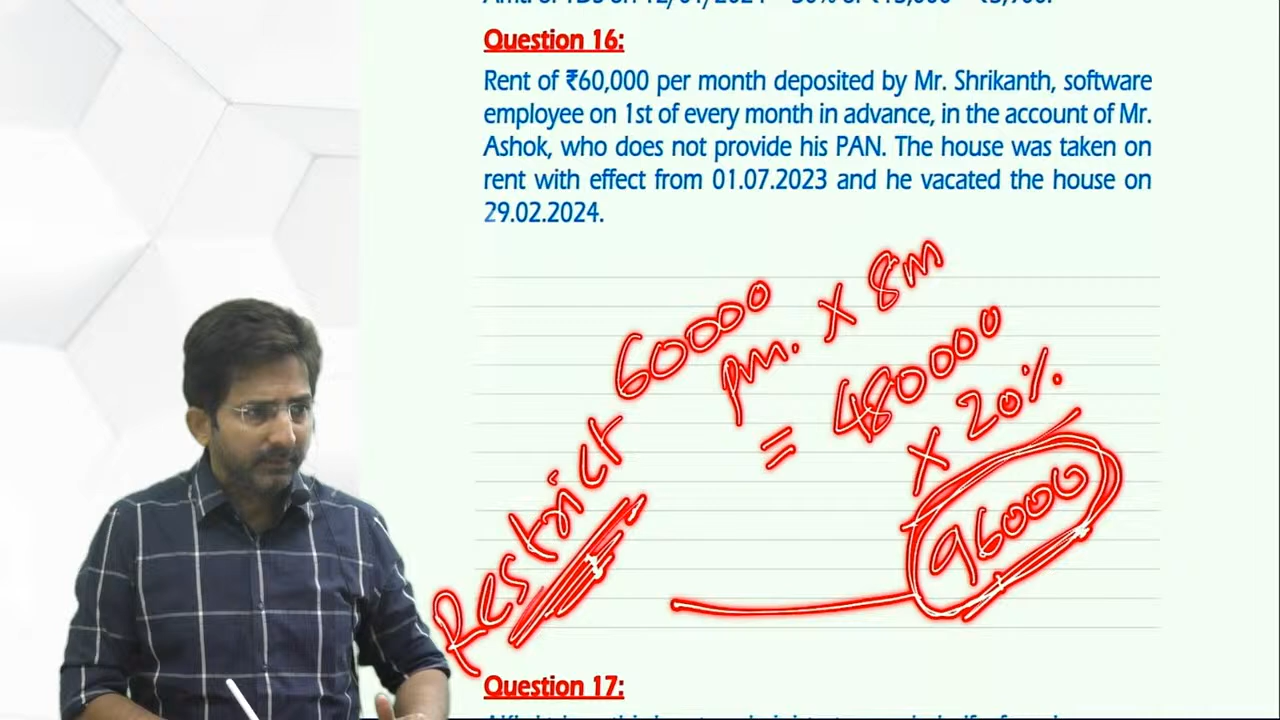 Question 16:
Rent of ₹60,000 per month deposited by Mr. Shrikanth, software
employee on 1st of every month in advance, in the account of Mr.
Ashok, who does not provide his PAN. The house was taken on
rent with effect from 01.07.2023 and he vacated the house on
29.02.2024.
60000
pm. X 8m
= 480000
X 20%
96000
Restrict
Question 17: